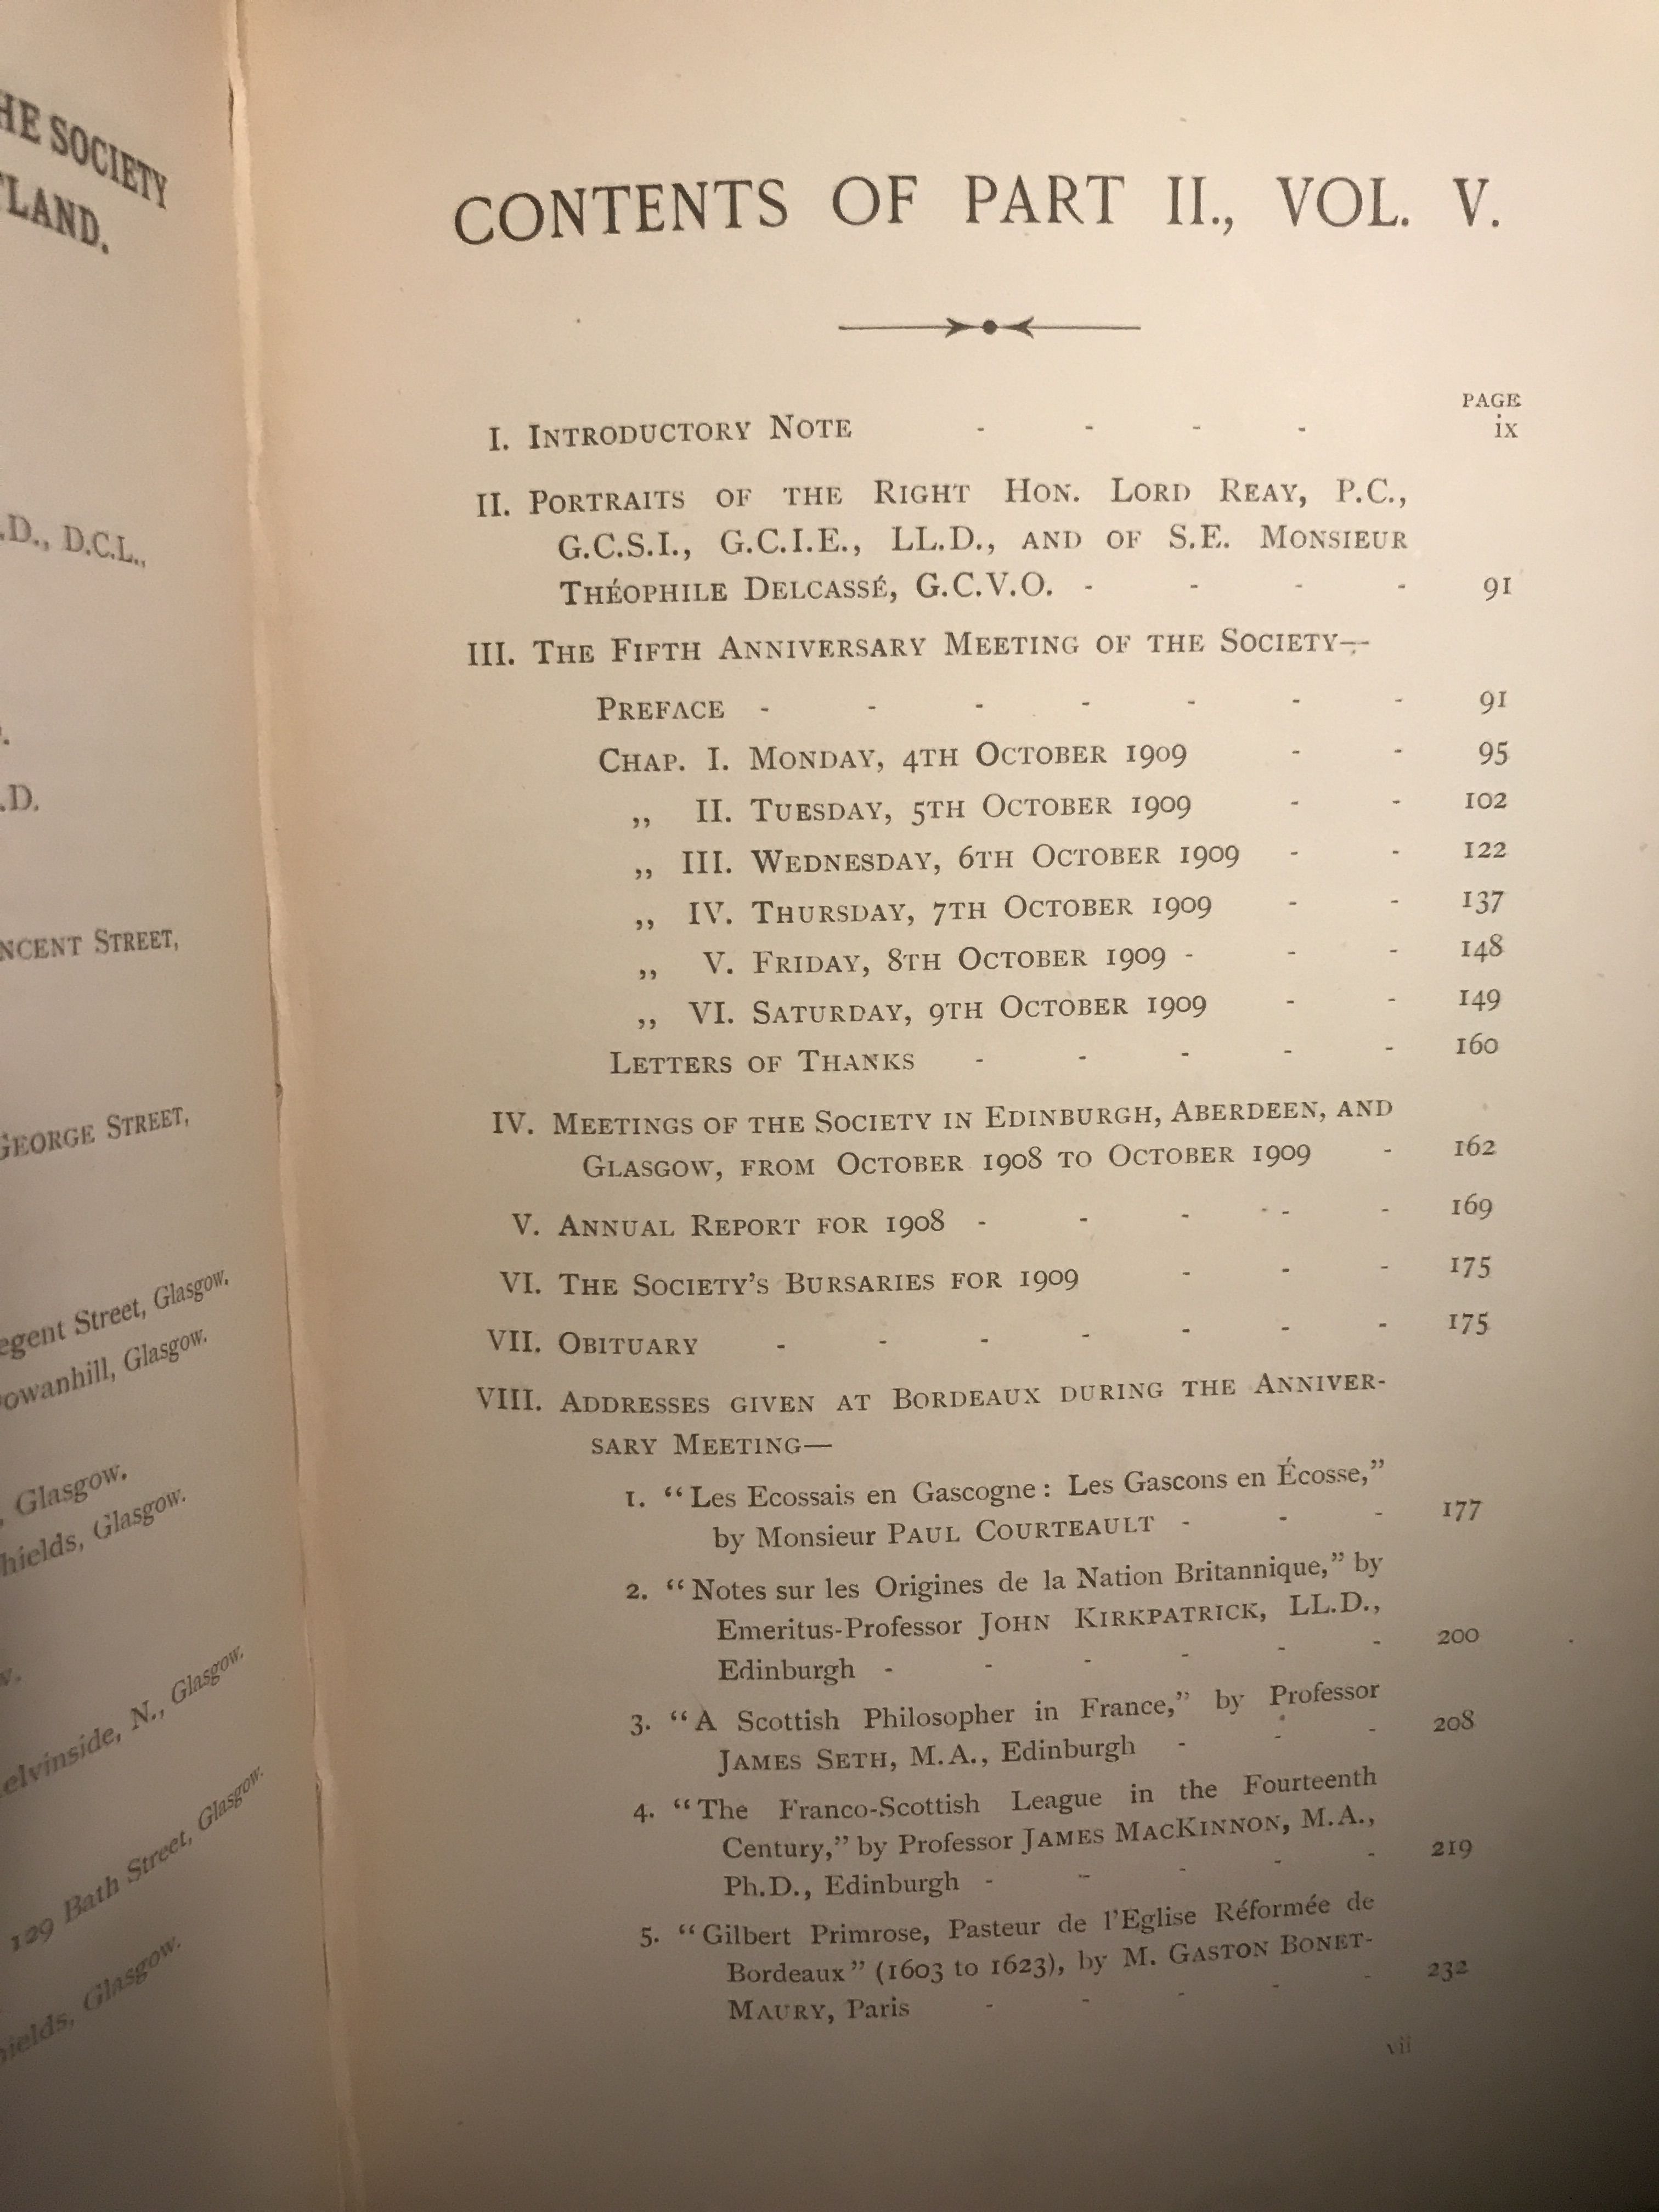 HE SOCIETY
TLAND.
.D., D.C.L.,
.D.
NCENT STREET,
GEORGE STREET,
egent Street, Glasgow.
owanhill, Glasgow.
, Glasgow.
hields, Glasgow.
elvinside, N., Glasgow.
129 Bath Street, Glasgow.
hields, Glasgow.
CONTENTS OF PART II., VOL. V.
PAGE
I. INTRODUCTORY NOTE - - - - ix
II. PORTRAITS OF THE RIGHT HON. LORD REAY, P.C.,
G.C.S.I., G.C.I.E., LL.D., AND OF S.E. MONSIEUR
THÉOPHILE DELCASSÉ, G.C.V.O. - - - - 91
III. THE FIFTH ANNIVERSARY MEETING OF THE SOCIETY—
PREFACE - - - - - - - 91
CHAP. I. MONDAY, 4TH OCTOBER 1909 - - 95
„ II. TUESDAY, 5TH OCTOBER 1909 - - 102
„ III. WEDNESDAY, 6TH OCTOBER 1909 - - 122
„ IV. THURSDAY, 7TH OCTOBER 1909 - - 137
„ V. FRIDAY, 8TH OCTOBER 1909 - - - 148
„ VI. SATURDAY, 9TH OCTOBER 1909 - - 149
LETTERS OF THANKS - - - - - 160
IV. MEETINGS OF THE SOCIETY IN EDINBURGH, ABERDEEN, AND
GLASGOW, FROM OCTOBER 1908 TO OCTOBER 1909 - 162
V. ANNUAL REPORT FOR 1908 - - - - - 169
VI. THE SOCIETY'S BURSARIES FOR 1909 - - - 175
VII. OBITUARY - - - - - - - 175
VIII. ADDRESSES GIVEN AT BORDEAUX DURING THE ANNIVER-
SARY MEETING—
1. “Les Ecossais en Gascogne: Les Gascons en Écosse,”
by Monsieur PAUL COURTEAULT - - - 177
2. “Notes sur les Origines de la Nation Britannique,” by
Emeritus-Professor JOHN KIRKPATRICK, LL.D.,
Edinburgh - - - - - - 200
3. “A Scottish Philosopher in France,” by Professor
JAMES SETH, M.A., Edinburgh - - - 208
4. “The Franco-Scottish League in the Fourteenth
Century,” by Professor JAMES MACKINNON, M.A.,
Ph.D., Edinburgh - - - - - 219
5. “Gilbert Primrose, Pasteur de l'Eglise Réformée de
Bordeaux” (1603 to 1623), by M. GASTON BONET-
MAURY, Paris - - - - - 232
vii